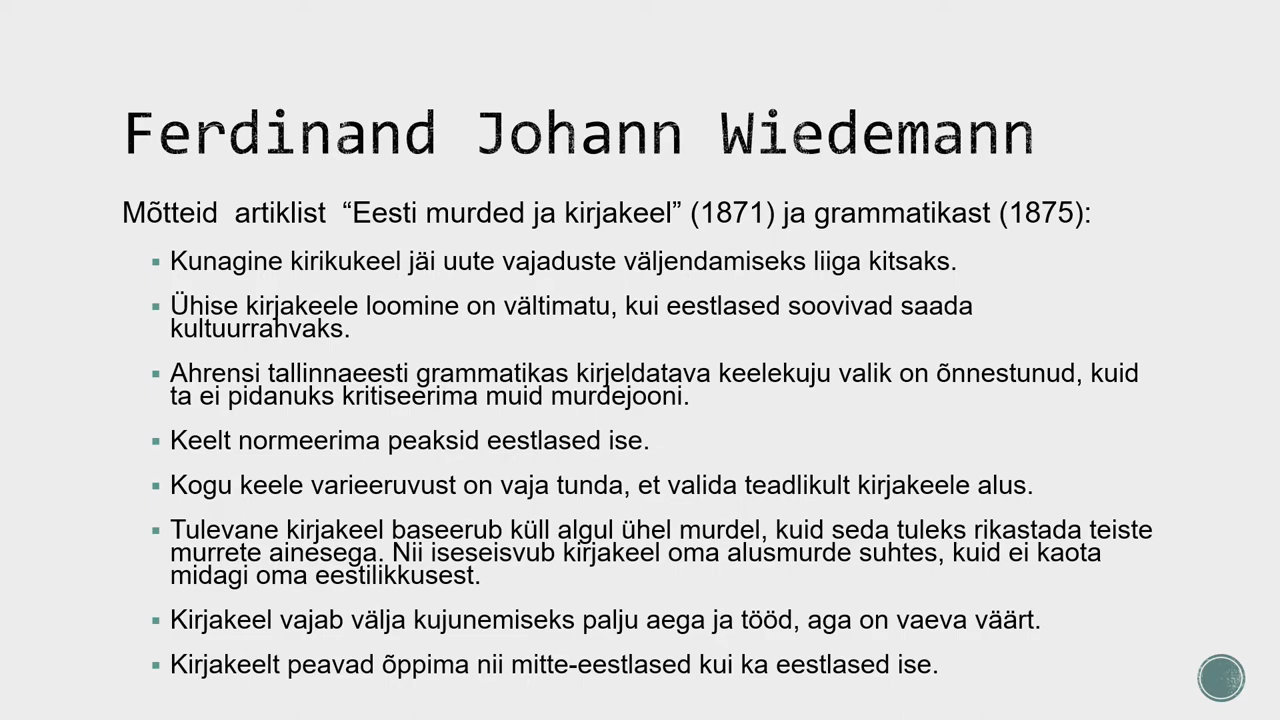 Ferdinand Johann Wiedemann
Mõtteid artiklist “Eesti murded ja kirjakeel” (1871) ja grammatikast (1875):
▪ Kunagine kirikukeel jäi uute vajaduste väljendamiseks liiga kitsaks.
▪ Ühise kirjakeele loomine on vältimatu, kui eestlased soovivad saada
kultuurrahvaks.
▪ Ahrensi tallinnaeesti grammatikas kirjeldatava keelekuju valik on õnnestunud, kuid
ta ei pidanuks kritiseerima muid murdejooni.
▪ Keelt normeerima peaksid eestlased ise.
▪ Kogu keele varieeruvust on vaja tunda, et valida teadlikult kirjakeele alus.
▪ Tulevane kirjakeel baseerub küll algul ühel murdel, kuid seda tuleks rikastada teiste
murrete ainesega. Nii iseseisvub kirjakeel oma alusmurde suhtes, kuid ei kaota
midagi oma eestilikkusest.
▪ Kirjakeel vajab välja kujunemiseks palju aega ja tööd, aga on vaeva väärt.
▪ Kirjakeelt peavad õppima nii mitte-eestlased kui ka eestlased ise.